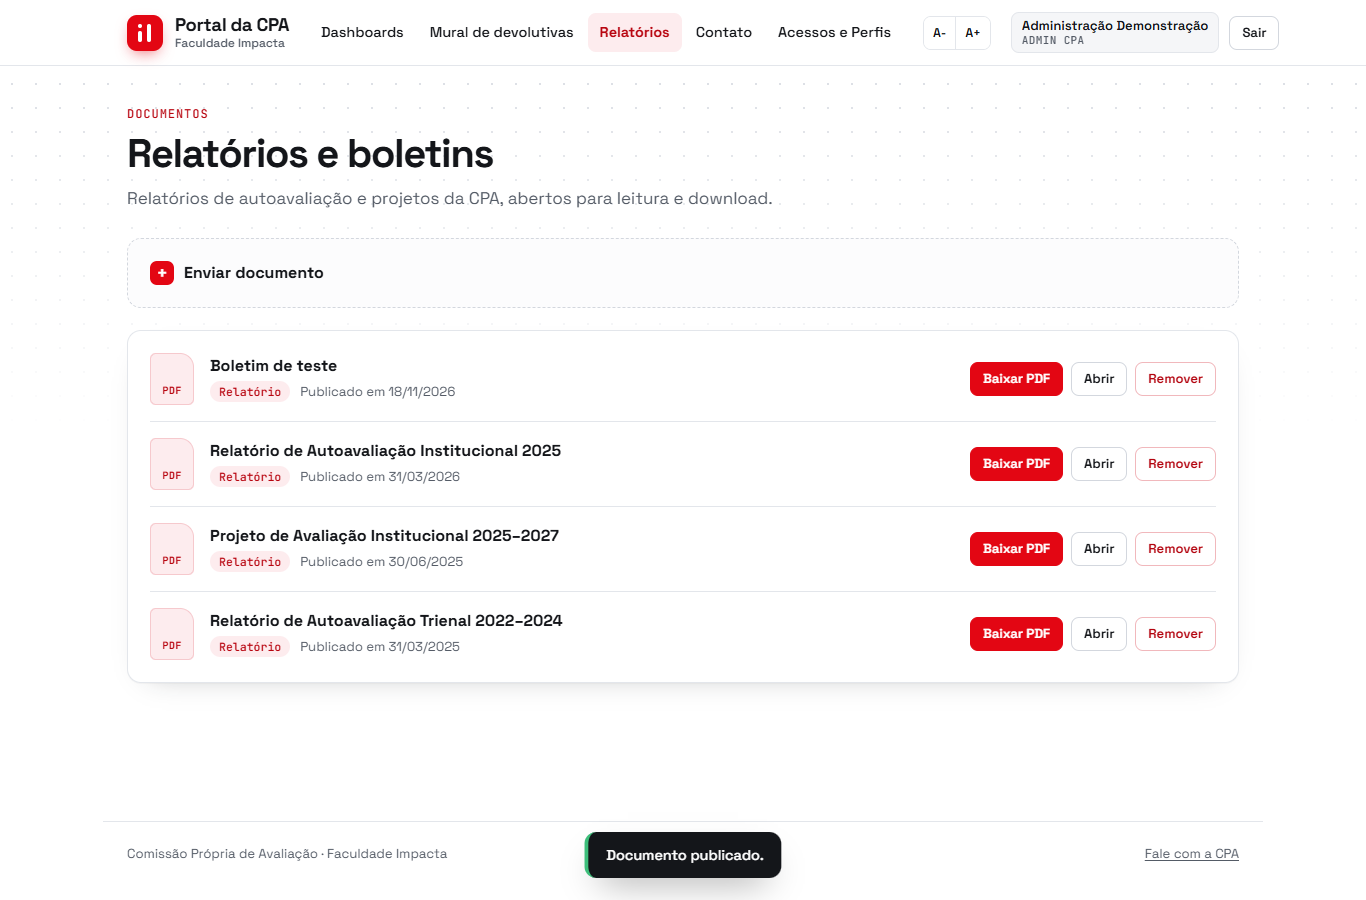 Portal da CPA
Faculdade Impacta
Dashboards
Mural de devolutivas
Relatórios
Contato
Acessos e Perfis
A-
A+
Administração Demonstração
ADMIN CPA
Sair
DOCUMENTOS
Relatórios e boletins
Relatórios de autoavaliação e projetos da CPA, abertos para leitura e download.
+ Enviar documento
PDF
Boletim de teste
Relatório
Publicado em 18/11/2026
Baixar PDF
Abrir
Remover
PDF
Relatório de Autoavaliação Institucional 2025
Relatório
Publicado em 31/03/2026
Baixar PDF
Abrir
Remover
PDF
Projeto de Avaliação Institucional 2025–2027
Relatório
Publicado em 30/06/2025
Baixar PDF
Abrir
Remover
PDF
Relatório de Autoavaliação Trienal 2022–2024
Relatório
Publicado em 31/03/2025
Baixar PDF
Abrir
Remover
Comissão Própria de Avaliação · Faculdade Impacta
Documento publicado.
Fale com a CPA